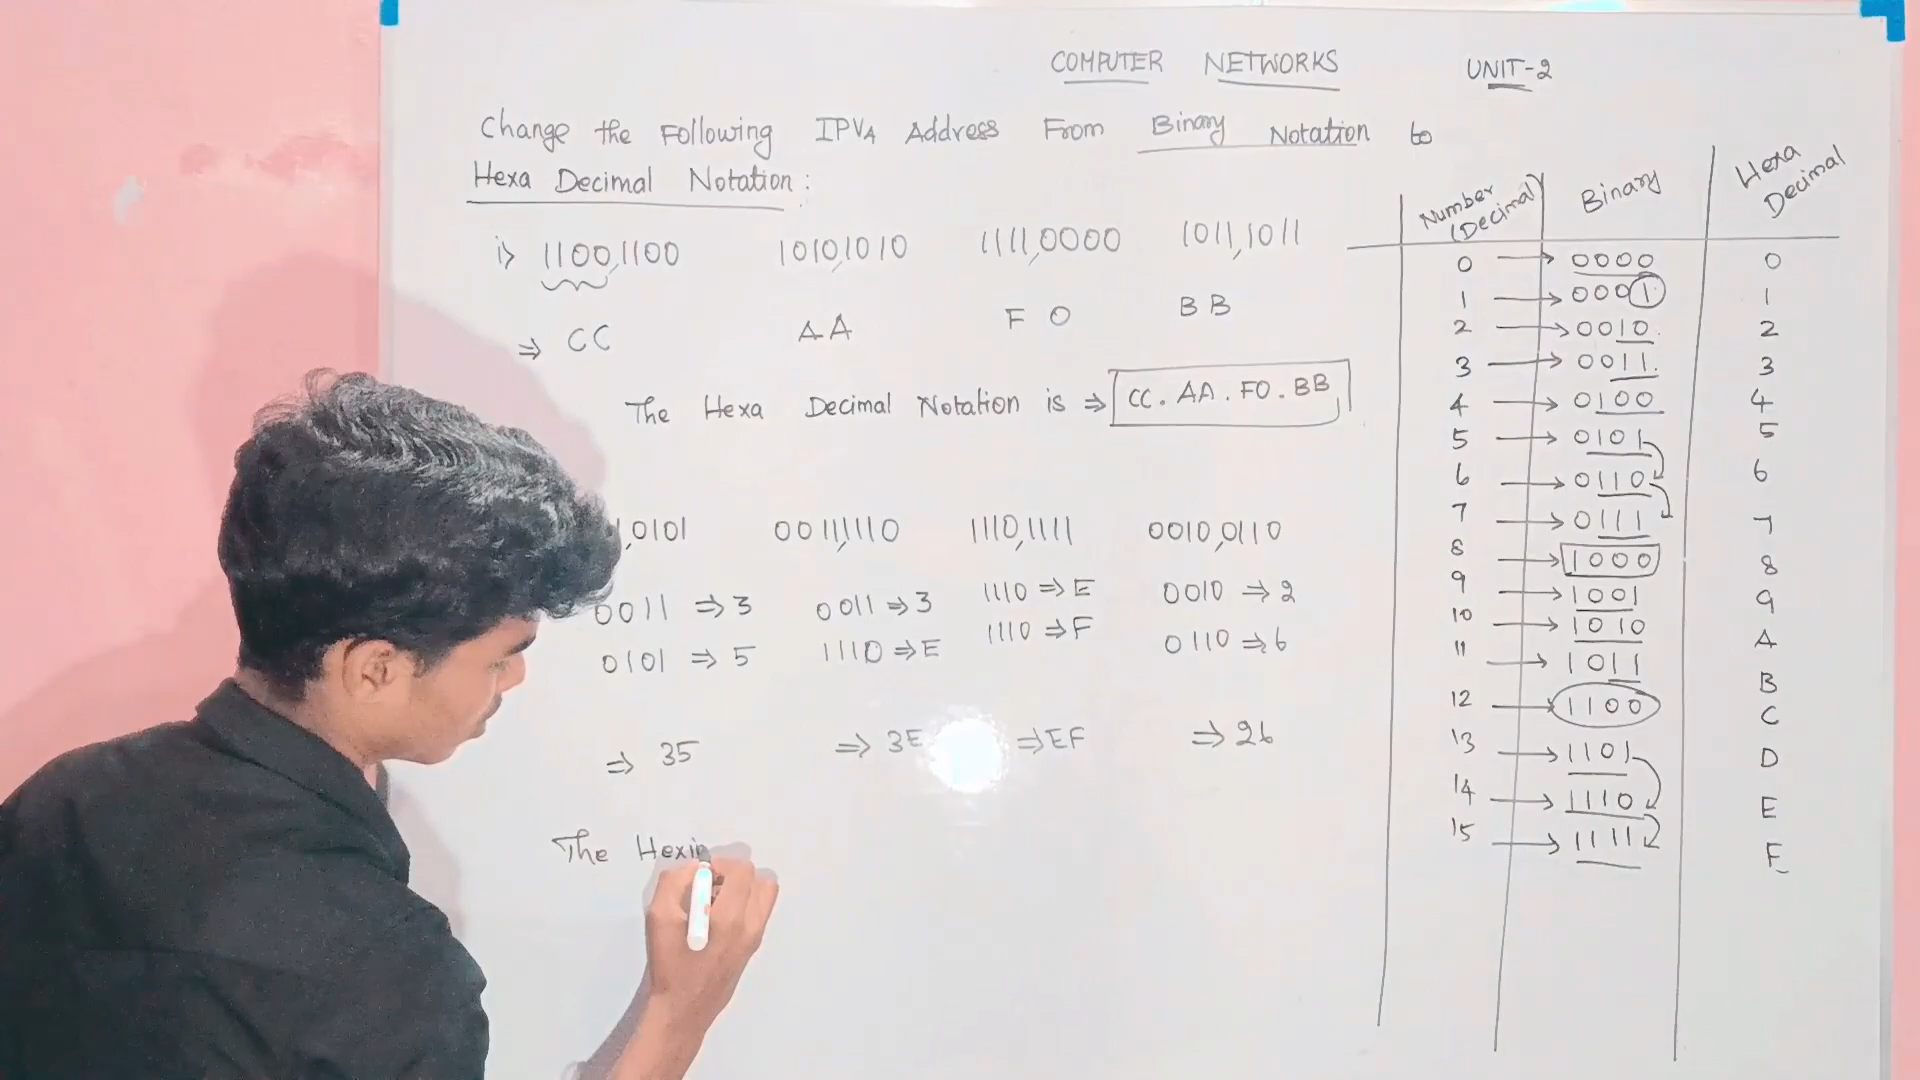 COMPUTER NETWORKS UNIT-2
Change the Following IPV4 Address From Binary Notation to
Hexa Decimal Notation:
i) 1100,1100 1010,1010 1111,0000 1011,1011
⇒ CC AA F0 BB
The Hexa Decimal Notation is ⇒ CC. AA. F0. BB
,0101 0011,1110 1110,1111 0010,0110
0011 ⇒ 3 0011 ⇒ 3 1110 ⇒ E 0010 ⇒ 2
0101 ⇒ 5 1110 ⇒ E 1110 ⇒ F 0110 ⇒ 6
⇒ 35 ⇒ 3E ⇒ EF ⇒ 26
The Hexi
Number (Decimal) Binary Hexa Decimal
0 → 0000 0
1 → 0001 1
2 → 0010 2
3 → 0011 3
4 → 0100 4
5 → 0101 5
6 → 0110 6
7 → 0111 7
8 → 1000 8
9 → 1001 9
10 → 1010 A
11 → 1011 B
12 → 1100 C
13 → 1101 D
14 → 1110 E
15 → 1111 F